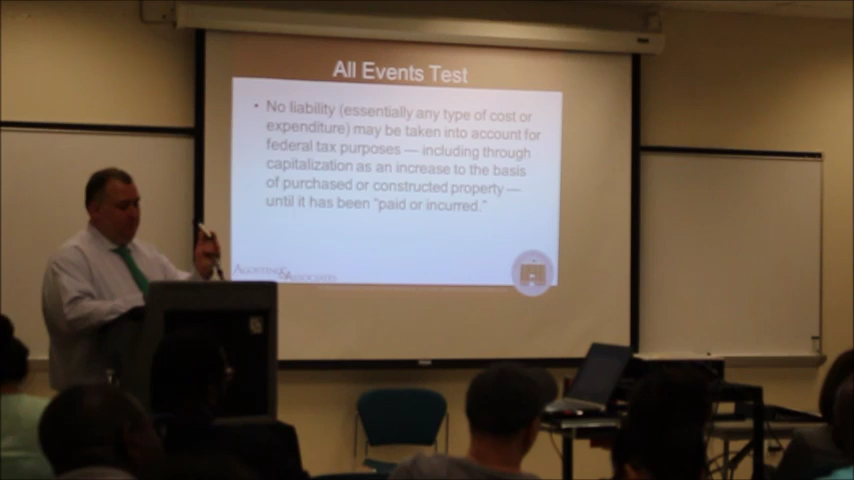 All Events Test
• No liability (essentially any type of cost or
expenditure) may be taken into account for
federal tax purposes — including through
capitalization as an increase to the basis
of purchased or constructed property —
until it has been “paid or incurred.”